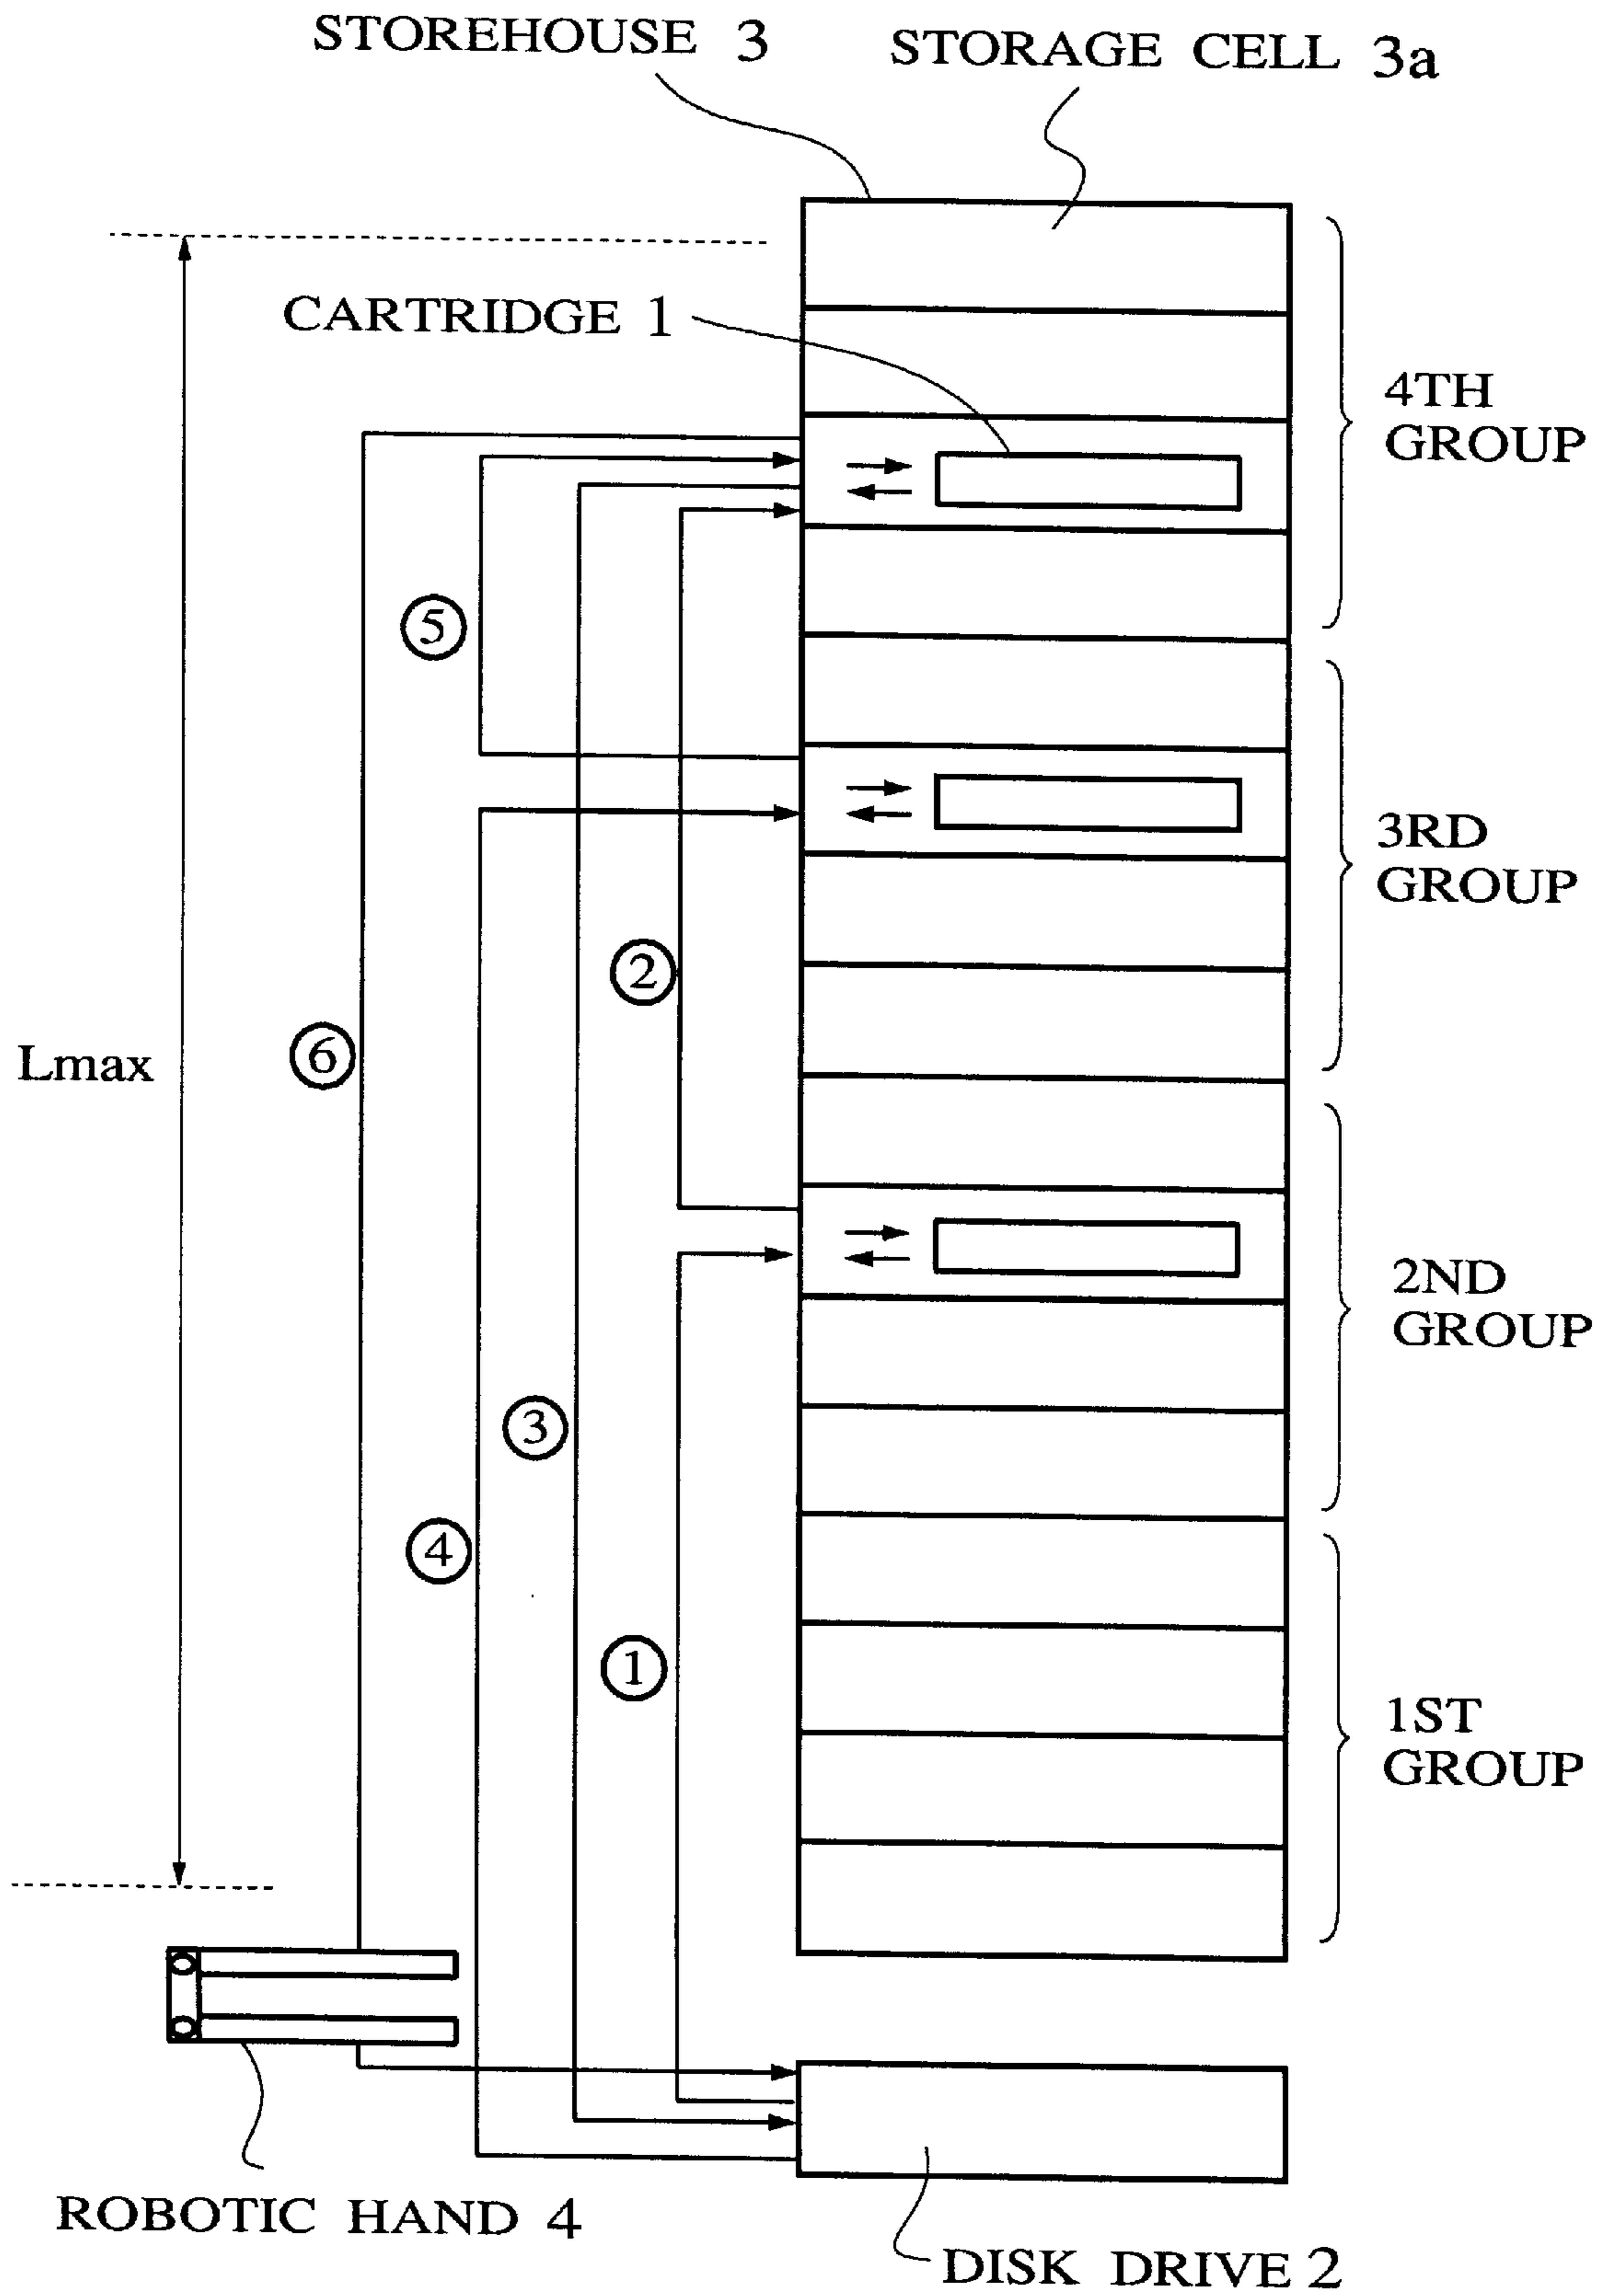 STOREHOUSE 3
STORAGE CELL 3a
CARTRIDGE 1
4TH
GROUP
⑤
3RD
GROUP
②
⑥
Lmax
2ND
GROUP
③
④
①
1ST
GROUP
ROBOTIC HAND 4
DISK DRIVE 2